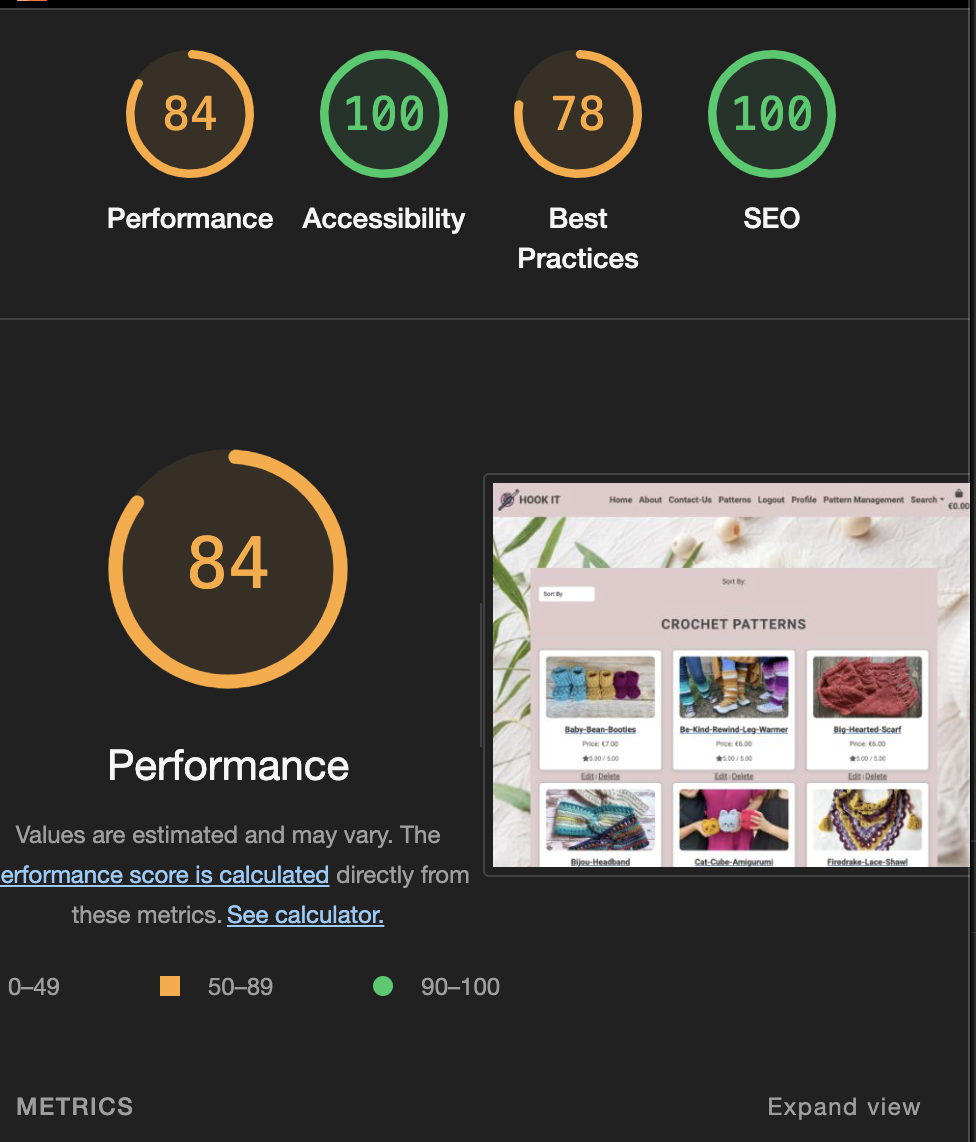 84
100
78
100
Performance
Accessibility
Best
Practices
SEO
84
Performance
Values are estimated and may vary. The
erformance score is calculated directly from
these metrics. See calculator.
0–49
50–89
90–100
METRICS
Expand view
HOOK IT
Home About Contact-Us Patterns Logout Profile Pattern Management Search
€0.00
Sort By:
Sort By
CROCHET PATTERNS
Baby-Bean-Booties
Price: €7.00
5.00 / 5.00
Edit | Delete
Be-Kind-Rewind-Leg-Warmer
Price: €6.00
5.00 / 5.00
Edit | Delete
Big-Hearted-Scarf
Price: €6.00
5.00 / 5.00
Edit | Delete
Bijou-Headband
Cat-Cube-Amigurumi
Firedrake-Lace-Shawl